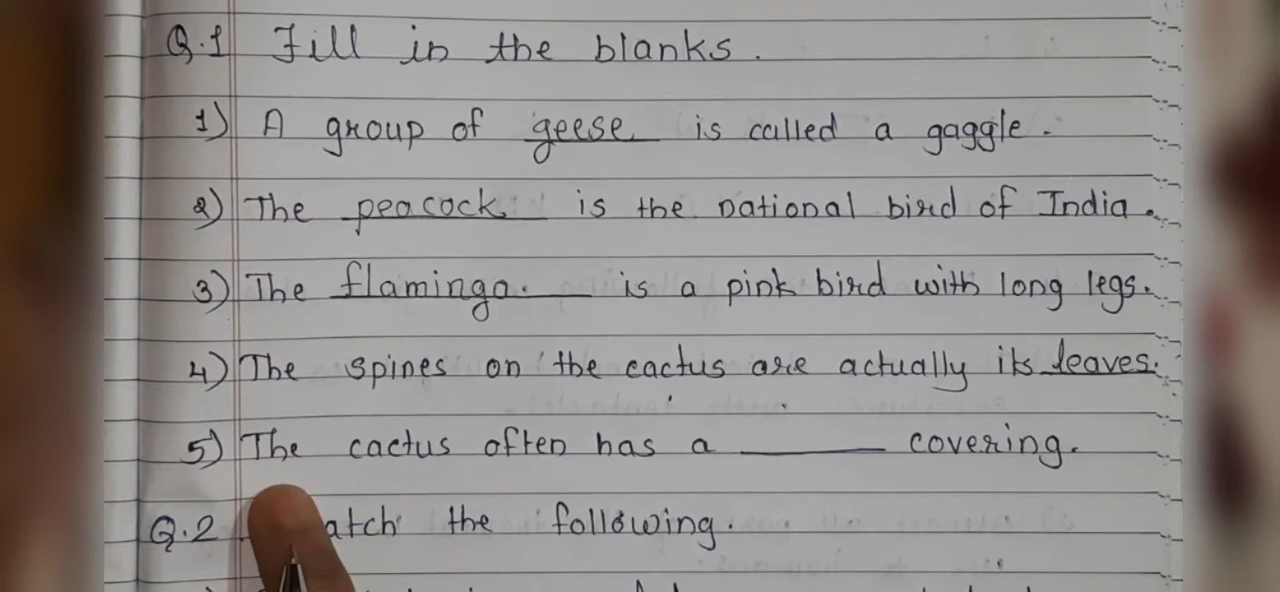 Q.1 Fill in the blanks.
1) A group of geese is called a gaggle.
2) The peacock is the national bird of India.
3) The flaminga. is a pink bird with long legs.
4) The spines on the cactus are actually its leaves.
5) The cactus often has a ______ covering.
Q.2 atch the following.